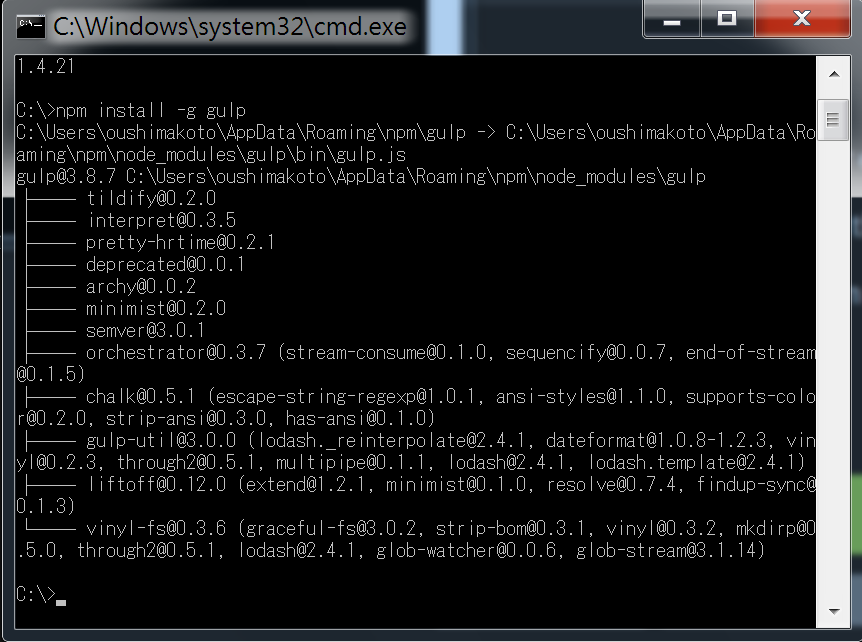 C:\Windows\system32\cmd.exe
1.4.21
C:\>npm install -g gulp
C:\Users\oushimakoto\AppData\Roaming\npm\gulp -> C:\Users\oushimakoto\AppData\Ro
aming\npm\node_modules\gulp\bin\gulp.js
gulp@3.8.7 C:\Users\oushimakoto\AppData\Roaming\npm\node_modules\gulp
├── tildify@0.2.0
├── interpret@0.3.5
├── pretty-hrtime@0.2.1
├── deprecated@0.0.1
├── archy@0.0.2
├── minimist@0.2.0
├── semver@3.0.1
├── orchestrator@0.3.7 (stream-consume@0.1.0, sequencify@0.0.7, end-of-stream
@0.1.5)
├── chalk@0.5.1 (escape-string-regexp@1.0.1, ansi-styles@1.1.0, supports-colo
r@0.2.0, strip-ansi@0.3.0, has-ansi@0.1.0)
├── gulp-util@3.0.0 (lodash._reinterpolate@2.4.1, dateformat@1.0.8-1.2.3, vin
yl@0.2.3, through2@0.5.1, multipipe@0.1.1, lodash@2.4.1, lodash.template@2.4.1)
├── liftoff@0.12.0 (extend@1.2.1, minimist@0.1.0, resolve@0.7.4, findup-sync@
0.1.3)
└── vinyl-fs@0.3.6 (graceful-fs@3.0.2, strip-bom@0.3.1, vinyl@0.3.2, mkdirp@0
.5.0, through2@0.5.1, lodash@2.4.1, glob-watcher@0.0.6, glob-stream@3.1.14)
C:\>